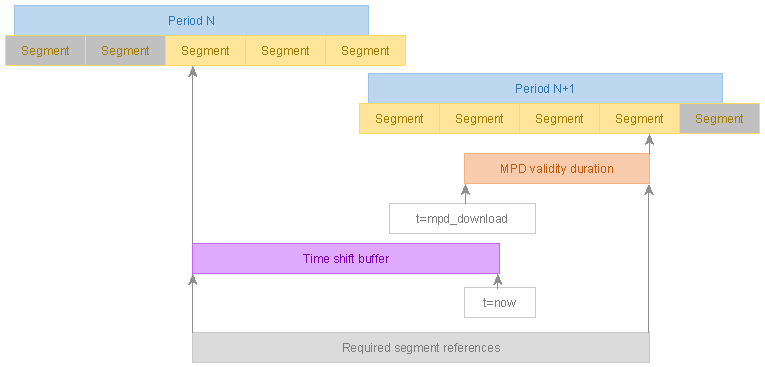 Period N
Segment Segment Segment Segment Segment
Period N+1
Segment Segment Segment Segment Segment
MPD validity duration
t=mpd_download
Time shift buffer
t=now
Required segment references